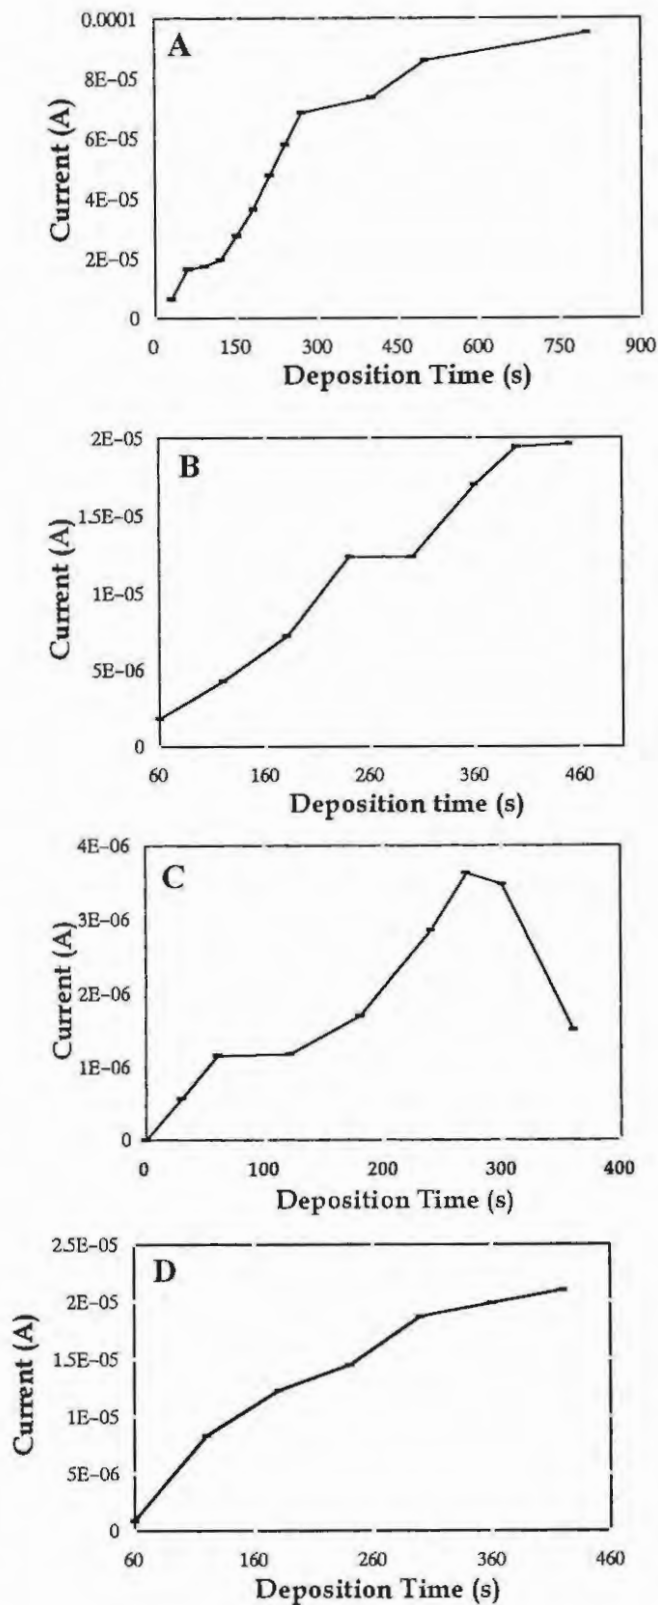 A
0.0001
8E-05
6E-05
4E-05
2E-05
0
Current (A)
0 150 300 450 600 750 900
Deposition Time (s)
B
2E-05
1.5E-05
1E-05
5E-06
0
Current (A)
60 160 260 360 460
Deposition time (s)
C
4E-06
3E-06
2E-06
1E-06
0
Current (A)
0 100 200 300 400
Deposition Time (s)
D
2.5E-05
2E-05
1.5E-05
1E-05
5E-06
0
Current (A)
60 160 260 360 460
Deposition Time (s)